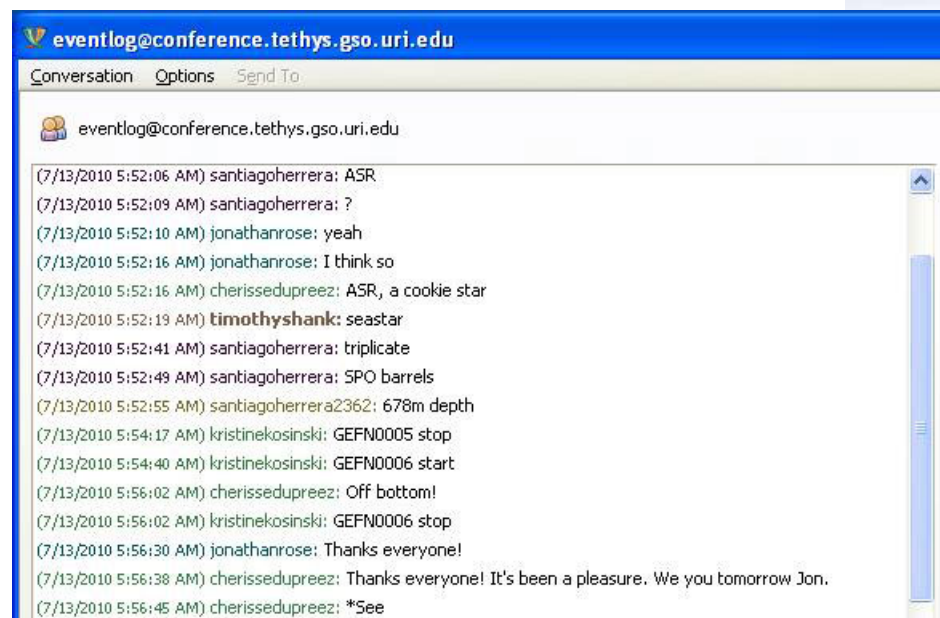 eventlog@conference.tethys.gso.uri.edu
Conversation Options Send To
eventlog@conference.tethys.gso.uri.edu
(7/13/2010 5:52:06 AM) santiagoherrera: ASR
(7/13/2010 5:52:09 AM) santiagoherrera: ?
(7/13/2010 5:52:10 AM) jonathanrose: yeah
(7/13/2010 5:52:16 AM) jonathanrose: I think so
(7/13/2010 5:52:16 AM) cherissedupreez: ASR, a cookie star
(7/13/2010 5:52:19 AM) timothyshank: seastar
(7/13/2010 5:52:41 AM) santiagoherrera: triplicate
(7/13/2010 5:52:49 AM) santiagoherrera: SPO barrels
(7/13/2010 5:52:55 AM) santiagoherrera2362: 678m depth
(7/13/2010 5:54:17 AM) kristinekosinski: GEFN0005 stop
(7/13/2010 5:54:40 AM) kristinekosinski: GEFN0006 start
(7/13/2010 5:56:02 AM) cherissedupreez: Off bottom!
(7/13/2010 5:56:02 AM) kristinekosinski: GEFN0006 stop
(7/13/2010 5:56:30 AM) jonathanrose: Thanks everyone!
(7/13/2010 5:56:38 AM) cherissedupreez: Thanks everyone! It's been a pleasure. We you tomorrow Jon.
(7/13/2010 5:56:45 AM) cherissedupreez: *See